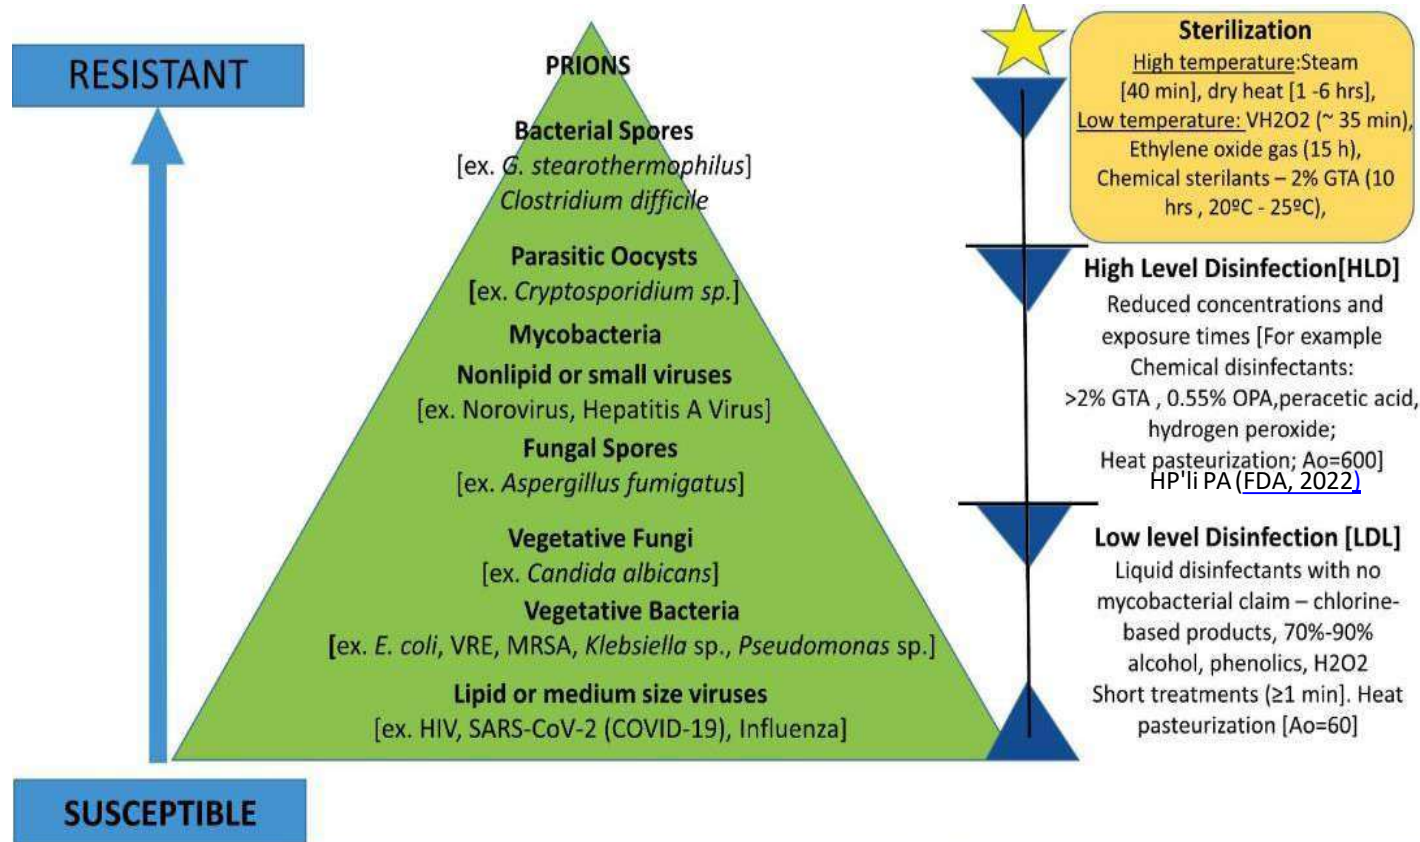 RESISTANT
SUSCEPTIBLE
PRIONS
Bacterial Spores
[ex. G. stearothermophilus]
Clostridium difficile
Parasitic Oocysts
[ex. Cryptosporidium sp.]
Mycobacteria
Nonlipid or small viruses
[ex. Norovirus, Hepatitis A Virus]
Fungal Spores
[ex. Aspergillus fumigatus]
Vegetative Fungi
[ex. Candida albicans]
Vegetative Bacteria
[ex. E. coli, VRE, MRSA, Klebsiella sp., Pseudomonas sp.]
Lipid or medium size viruses
[ex. HIV, SARS-CoV-2 (COVID-19), Influenza]
Sterilization
High temperature:Steam
[40 min], dry heat [1 -6 hrs],
Low temperature: VH2O2 (~ 35 min),
Ethylene oxide gas (15 h),
Chemical sterilants – 2% GTA (10
hrs , 20ºC - 25ºC),
High Level Disinfection[HLD]
Reduced concentrations and
exposure times [For example
Chemical disinfectants:
>2% GTA , 0.55% OPA,peracetic acid,
hydrogen peroxide;
Heat pasteurization; Ao=600]
HP'li PA (FDA, 2022)
Low level Disinfection [LDL]
Liquid disinfectants with no
mycobacterial claim – chlorine-
based products, 70%-90%
alcohol, phenolics, H2O2
Short treatments (≥1 min]. Heat
pasteurization [Ao=60]